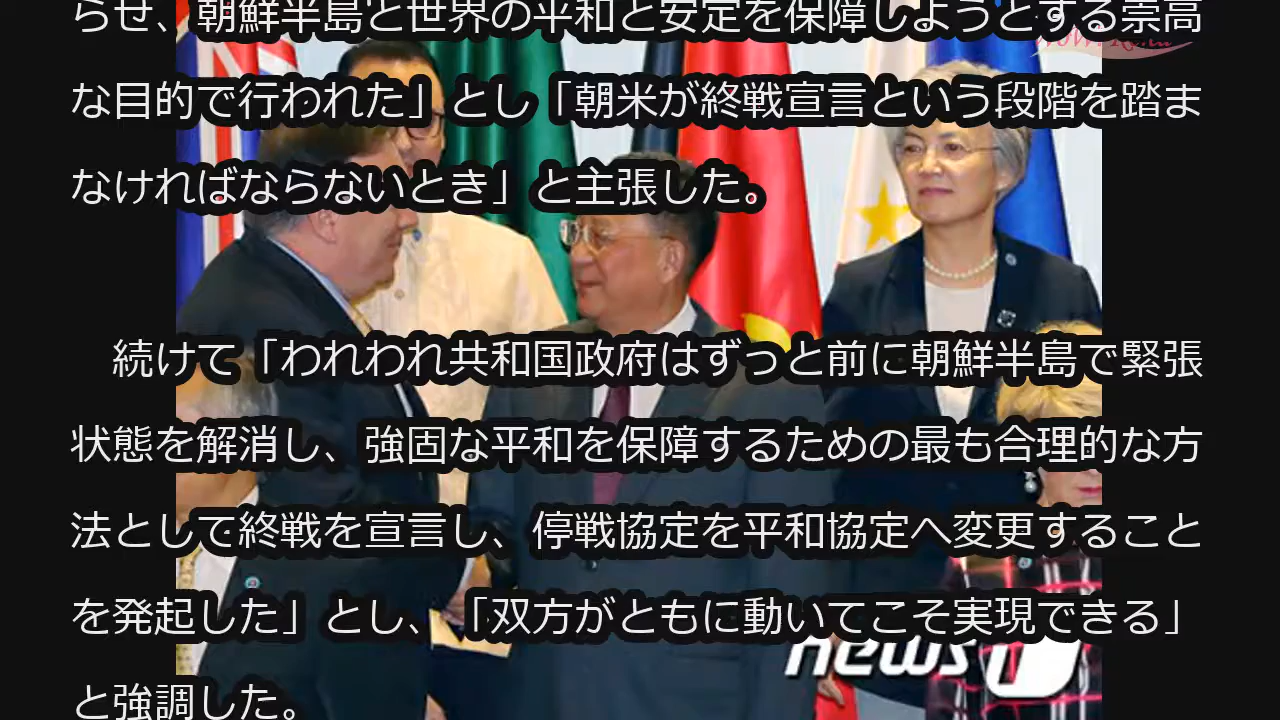 らせ、朝鮮半島と世界の平和と安定を保障しようとする崇高
な目的で行われた」とし「朝米が終戦宣言という段階を踏ま
なければならないとき」と主張した。
続けて「われわれ共和国政府はずっと前に朝鮮半島で緊張
状態を解消し、強固な平和を保障するための最も合理的な方
法として終戦を宣言し、停戦協定を平和協定へ変更すること
を発起した」とし、「双方がともに動いてこそ実現できる」
news1
と強調した。